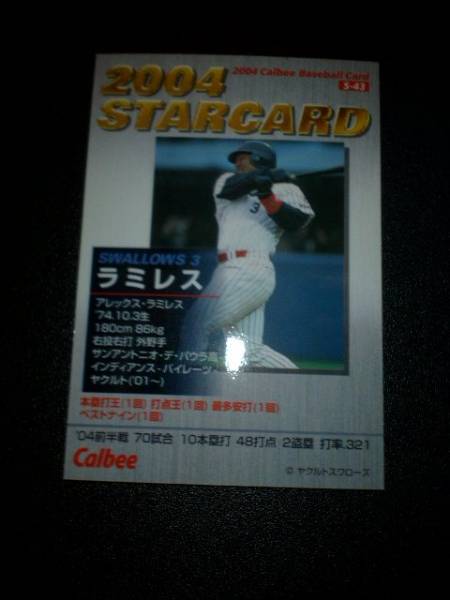 2004
2004 Calbee Baseball Card
S-43
STARCARD
3
SWALLOWS 3
ラミレス
アレックス・ラミレス
'74.10.3生
180cm 86kg
右投右打 外野手
サンアントニオ・デ・パウラ高
インディアンス-パイレーツ-
ヤクルト('01~)
本塁打王(1回) 打点王(1回) 最多安打(1回)
ベストナイン(1回)
'04前半戦 70試合 10本塁打 48打点 2盗塁 打率.321
Calbee
© ヤクルトスワローズ